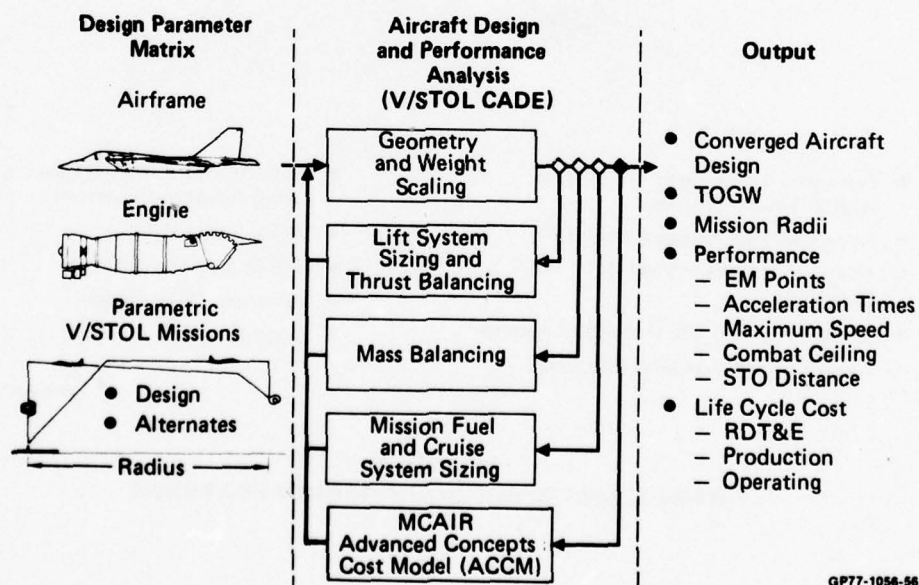 Design Parameter
Matrix
Airframe
Engine
Parametric
V/STOL Missions
● Design
● Alternates
Radius
Aircraft Design
and Performance
Analysis
(V/STOL CADE)
Geometry
and Weight
Scaling
Lift System
Sizing and
Thrust Balancing
Mass Balancing
Mission Fuel
and Cruise
System Sizing
MCAIR
Advanced Concepts
Cost Model (ACCM)
Output
● Converged Aircraft
Design
● TOGW
● Mission Radii
● Performance
— EM Points
— Acceleration Times
— Maximum Speed
— Combat Ceiling
— STO Distance
● Life Cycle Cost
— RDT&E
— Production
— Operating
GP77-1056-56